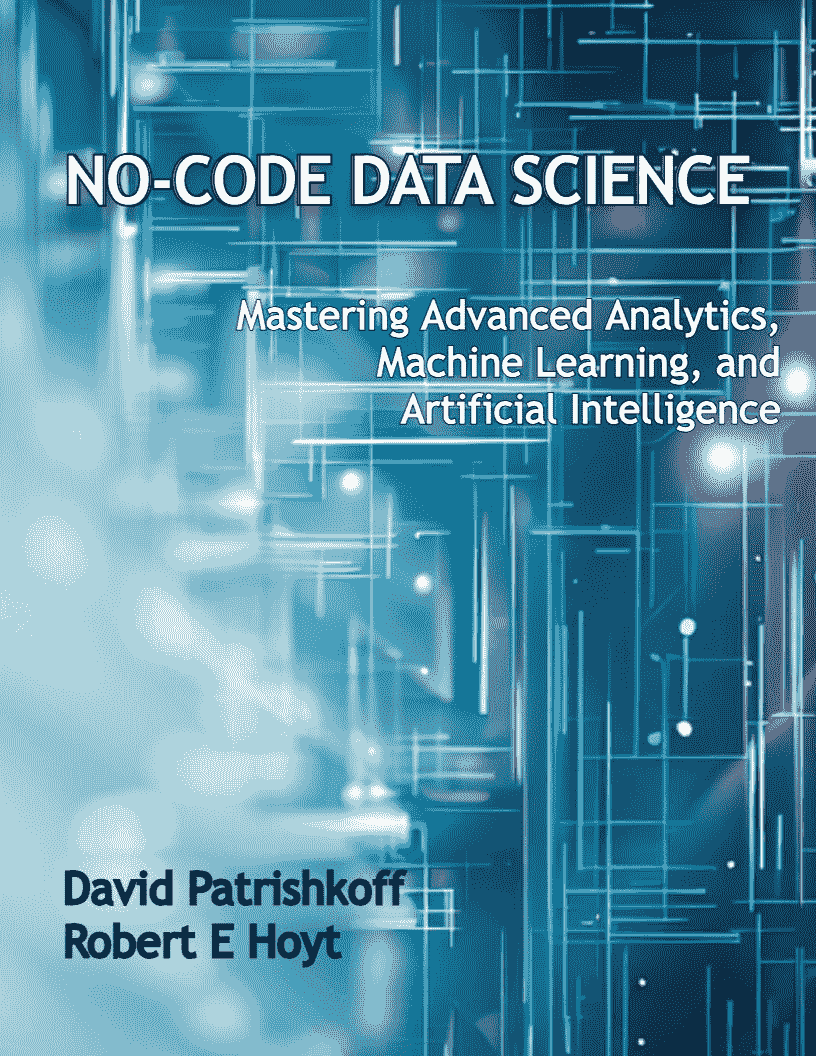 NO-CODE DATA SCIENCE
Mastering Advanced Analytics,
Machine Learning, and
Artificial Intelligence
David Patrishkoff
Robert E Hoyt